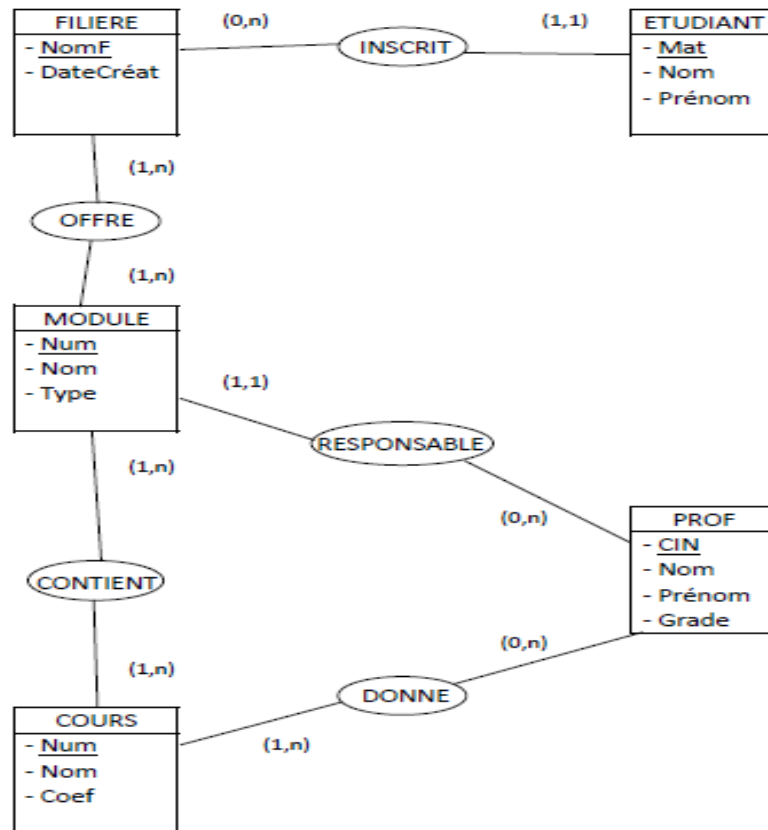 FILIERE
- NomF
- DateCréat
(0,n)
INSCRIT
(1,1)
ETUDIANT
- Mat
- Nom
- Prénom
(1,n)
OFFRE
(1,n)
MODULE
- Num
- Nom
- Type
(1,1)
RESPONSABLE
(0,n)
(1,n)
CONTIENT
(1,n)
PROF
- CIN
- Nom
- Prénom
- Grade
(0,n)
DONNE
(1,n)
COURS
- Num
- Nom
- Coef